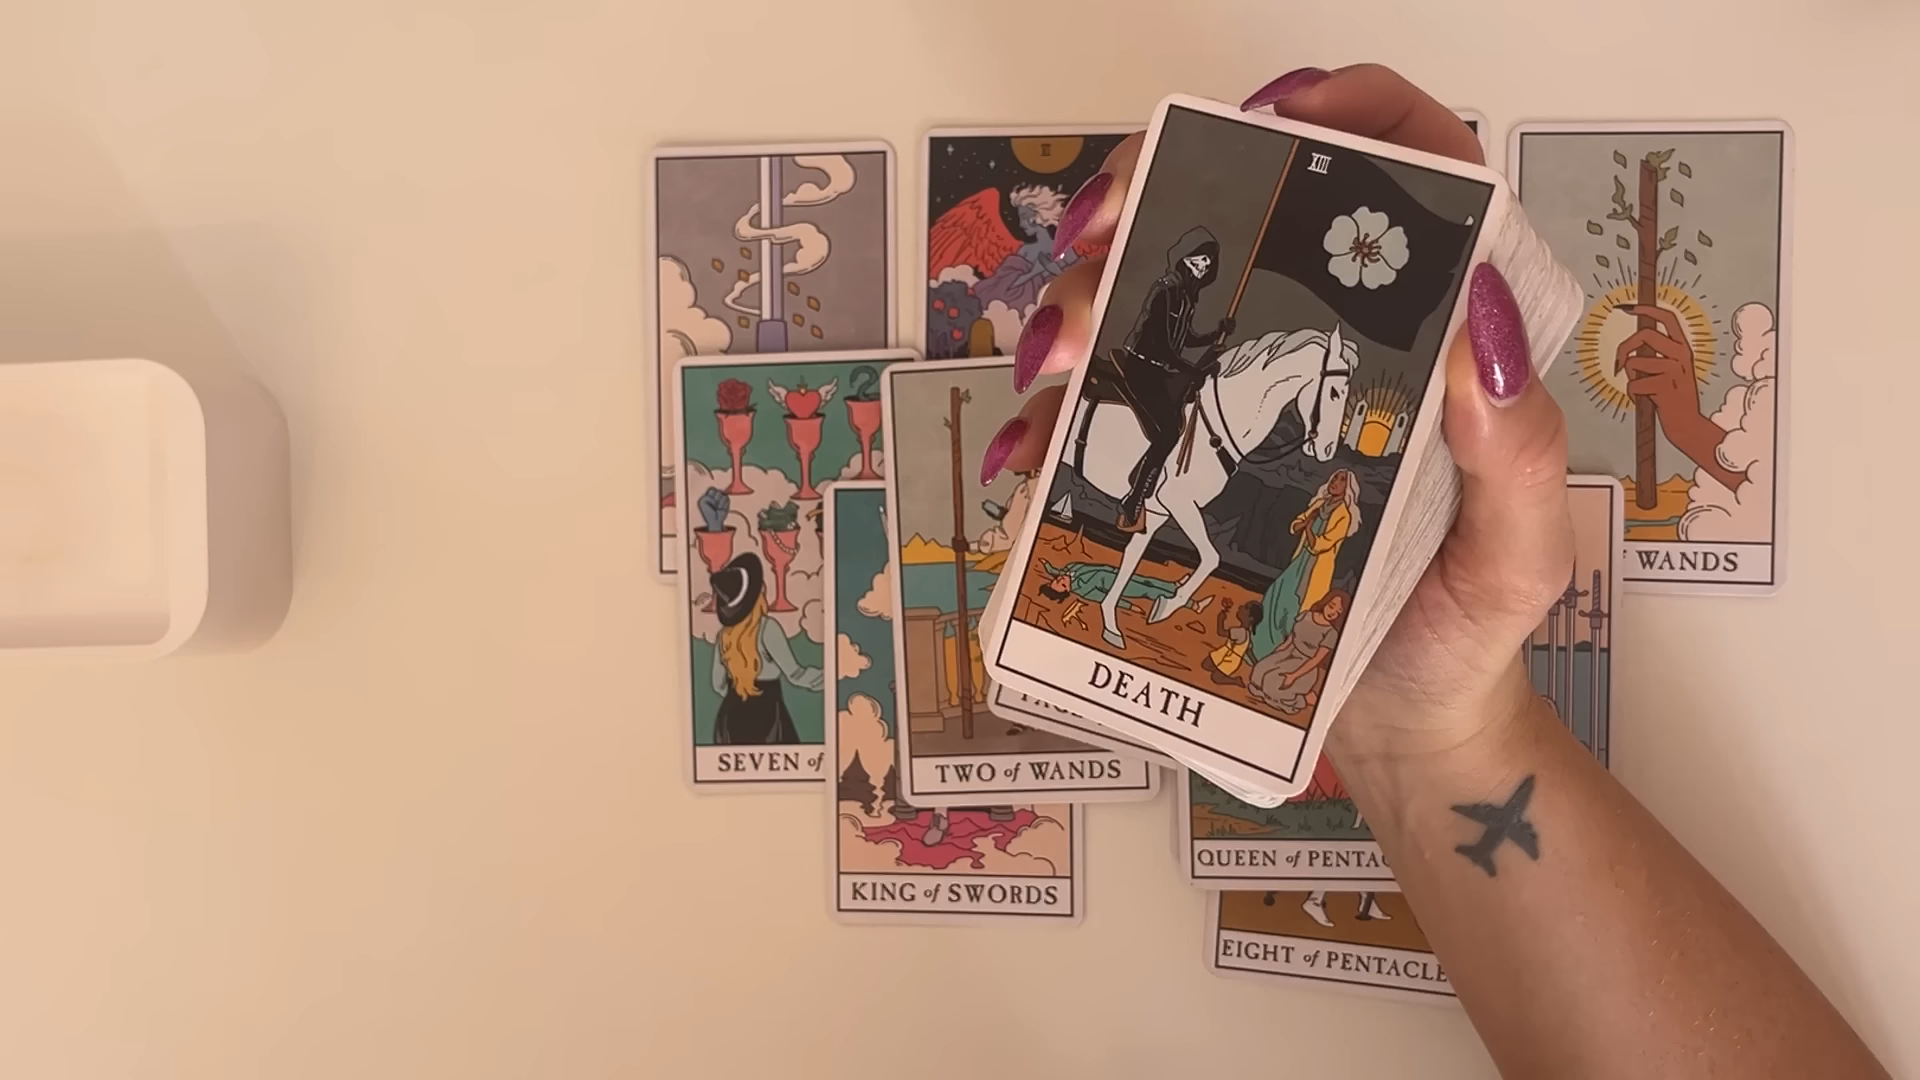 XIII
DEATH
WANDS
SEVEN of
TWO of WANDS
KING of SWORDS
QUEEN of PENTAC
EIGHT of PENTACLE